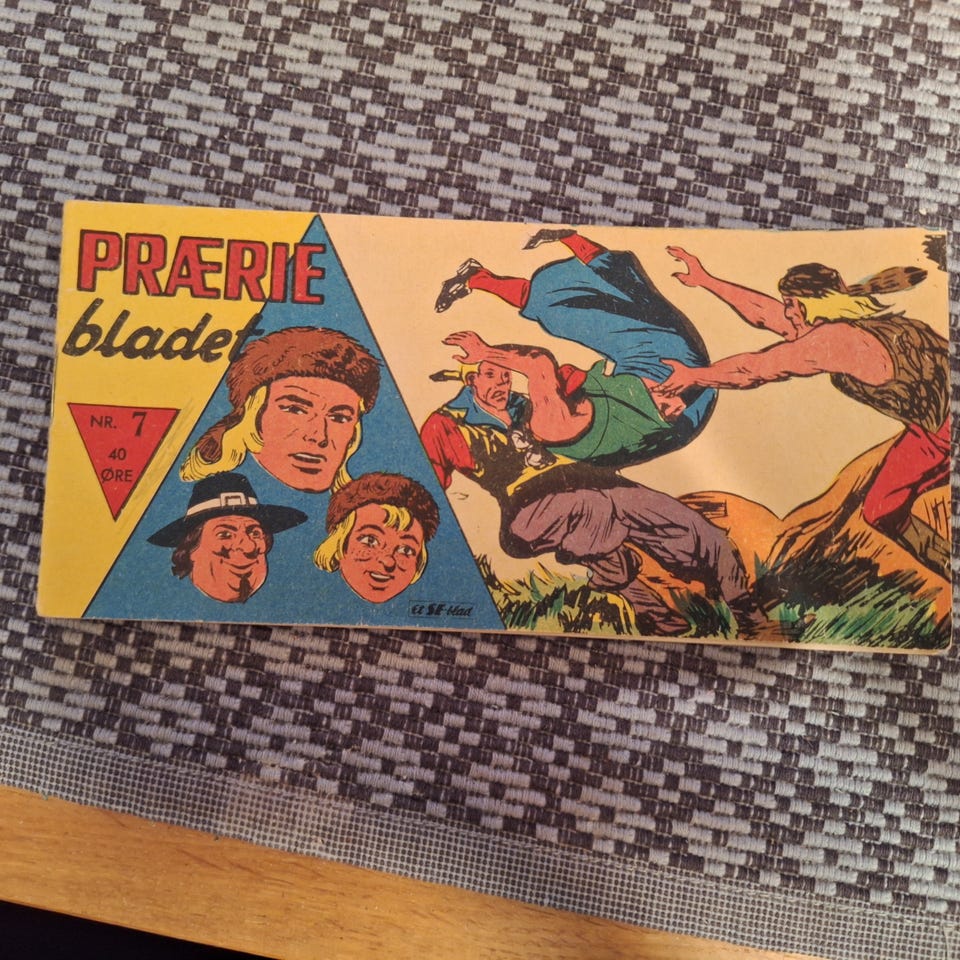 PRÆRIE
bladet
NR. 7
40
ØRE
Et SE-blad